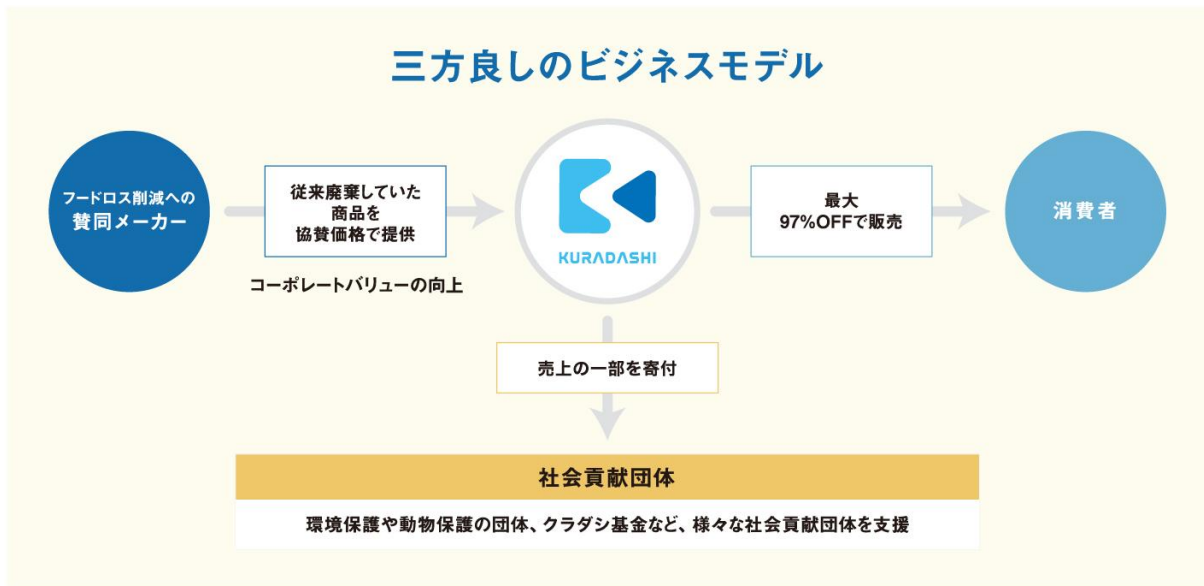 三方良しのビジネスモデル
フードロス削減への
賛同メーカー
従来廃棄していた
商品を
協賛価格で提供
コーポレートバリューの向上
KURADASHI
最大
97%OFFで販売
消費者
売上の一部を寄付
社会貢献団体
環境保護や動物保護の団体、クラダシ基金など、様々な社会貢献団体を支援